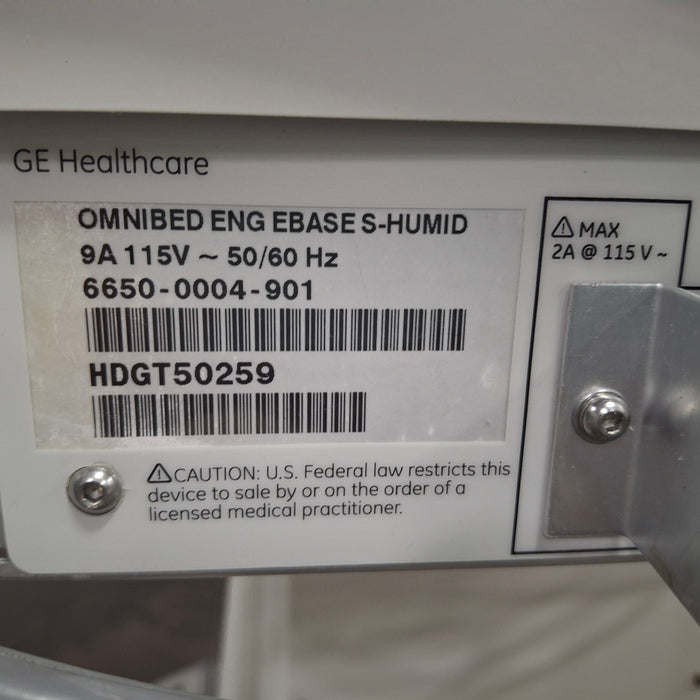 GE Healthcare
OMNIBED ENG EBASE S-HUMID
9A 115V ~ 50/60 Hz
6650-0004-901
HDGT50259
⚠ CAUTION: U.S. Federal law restricts this
device to sale by or on the order of a
licensed medical practitioner.
⚠ MAX
2A @ 115 V ~